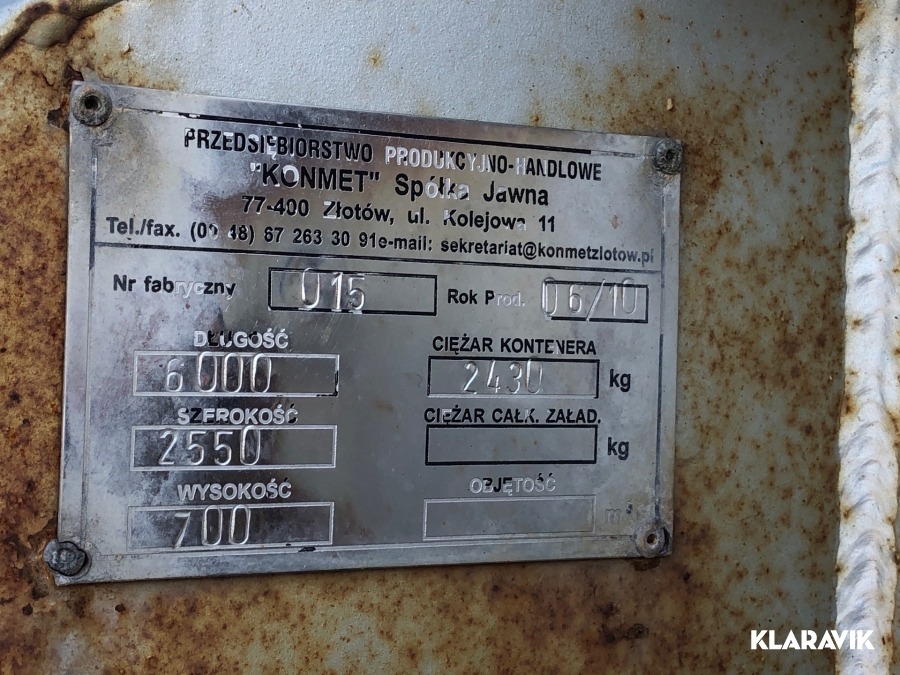 PRZEDSIĘBIORSTWO PRODUKCYJNO-HANDLOWE
"KONMET" Spółka Jawna
77-400 Złotów, ul. Kolejowa 11
Tel./fax. (00 48) 67 263 30 91e-mail: sekretariat@konmetzlotow.pl
Nr fabryczny 015 Rok Prod. 06/10
DŁUGOŚĆ CIĘŻAR KONTENERA
6000 2430 kg
SZEROKOŚĆ CIĘŻAR CAŁK. ZAŁAD.
2550 kg
WYSOKOŚĆ OBJĘTOŚĆ
700 m³
KLARAVIK